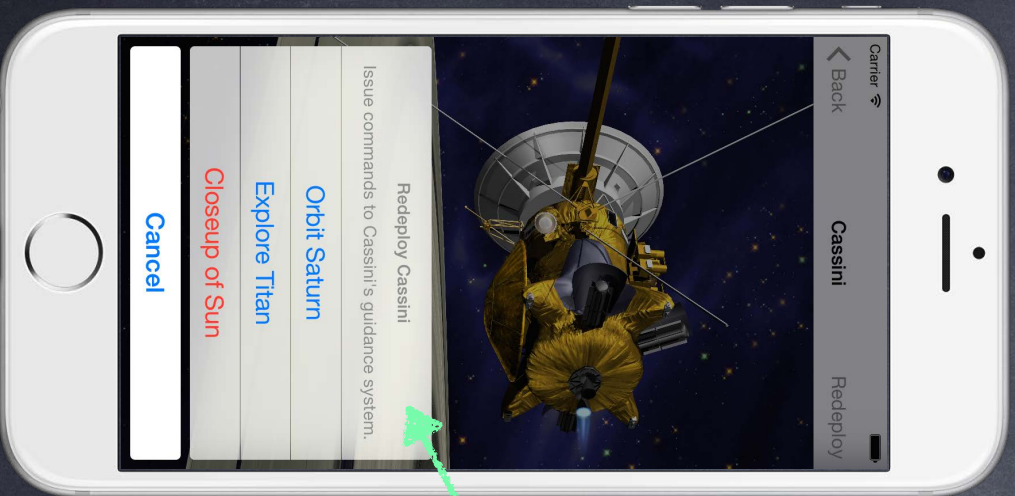 Carrier
Back
Cassini
Redeploy
Redeploy Cassini
Issue commands to Cassini's guidance system.
Orbit Saturn
Explore Titan
Closeup of Sun
Cancel